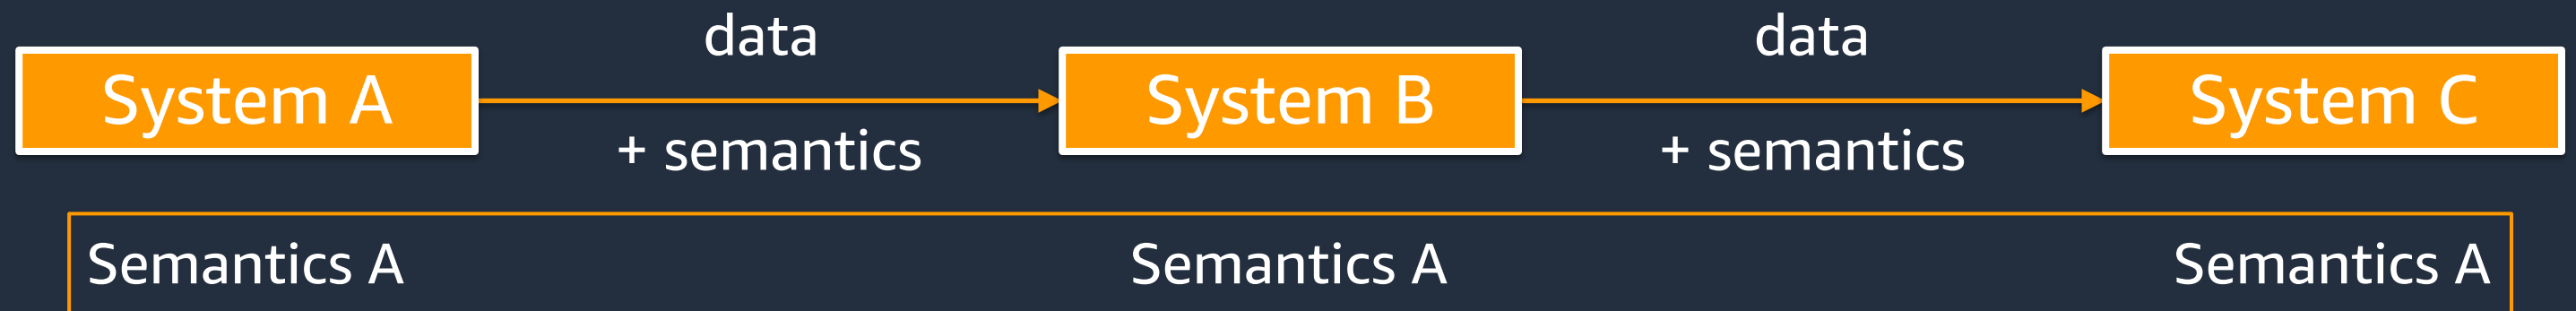 data
data
System A
System B
System C
+ semantics
+ semantics
Semantics A
Semantics A
Semantics A